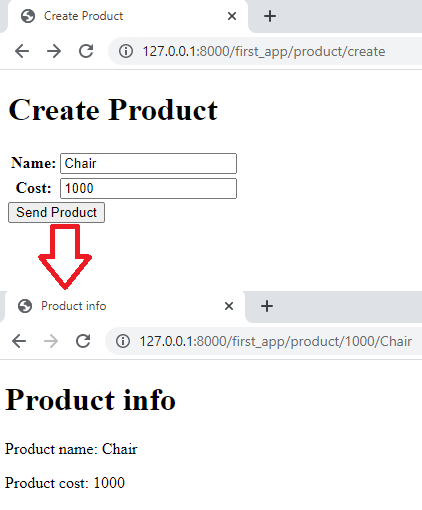 Create Product
127.0.0.1:8000/first_app/product/create
Create Product
Name: Chair
Cost: 1000
Send Product
Product info
127.0.0.1:8000/first_app/product/1000/Chair
Product info
Product name: Chair
Product cost: 1000